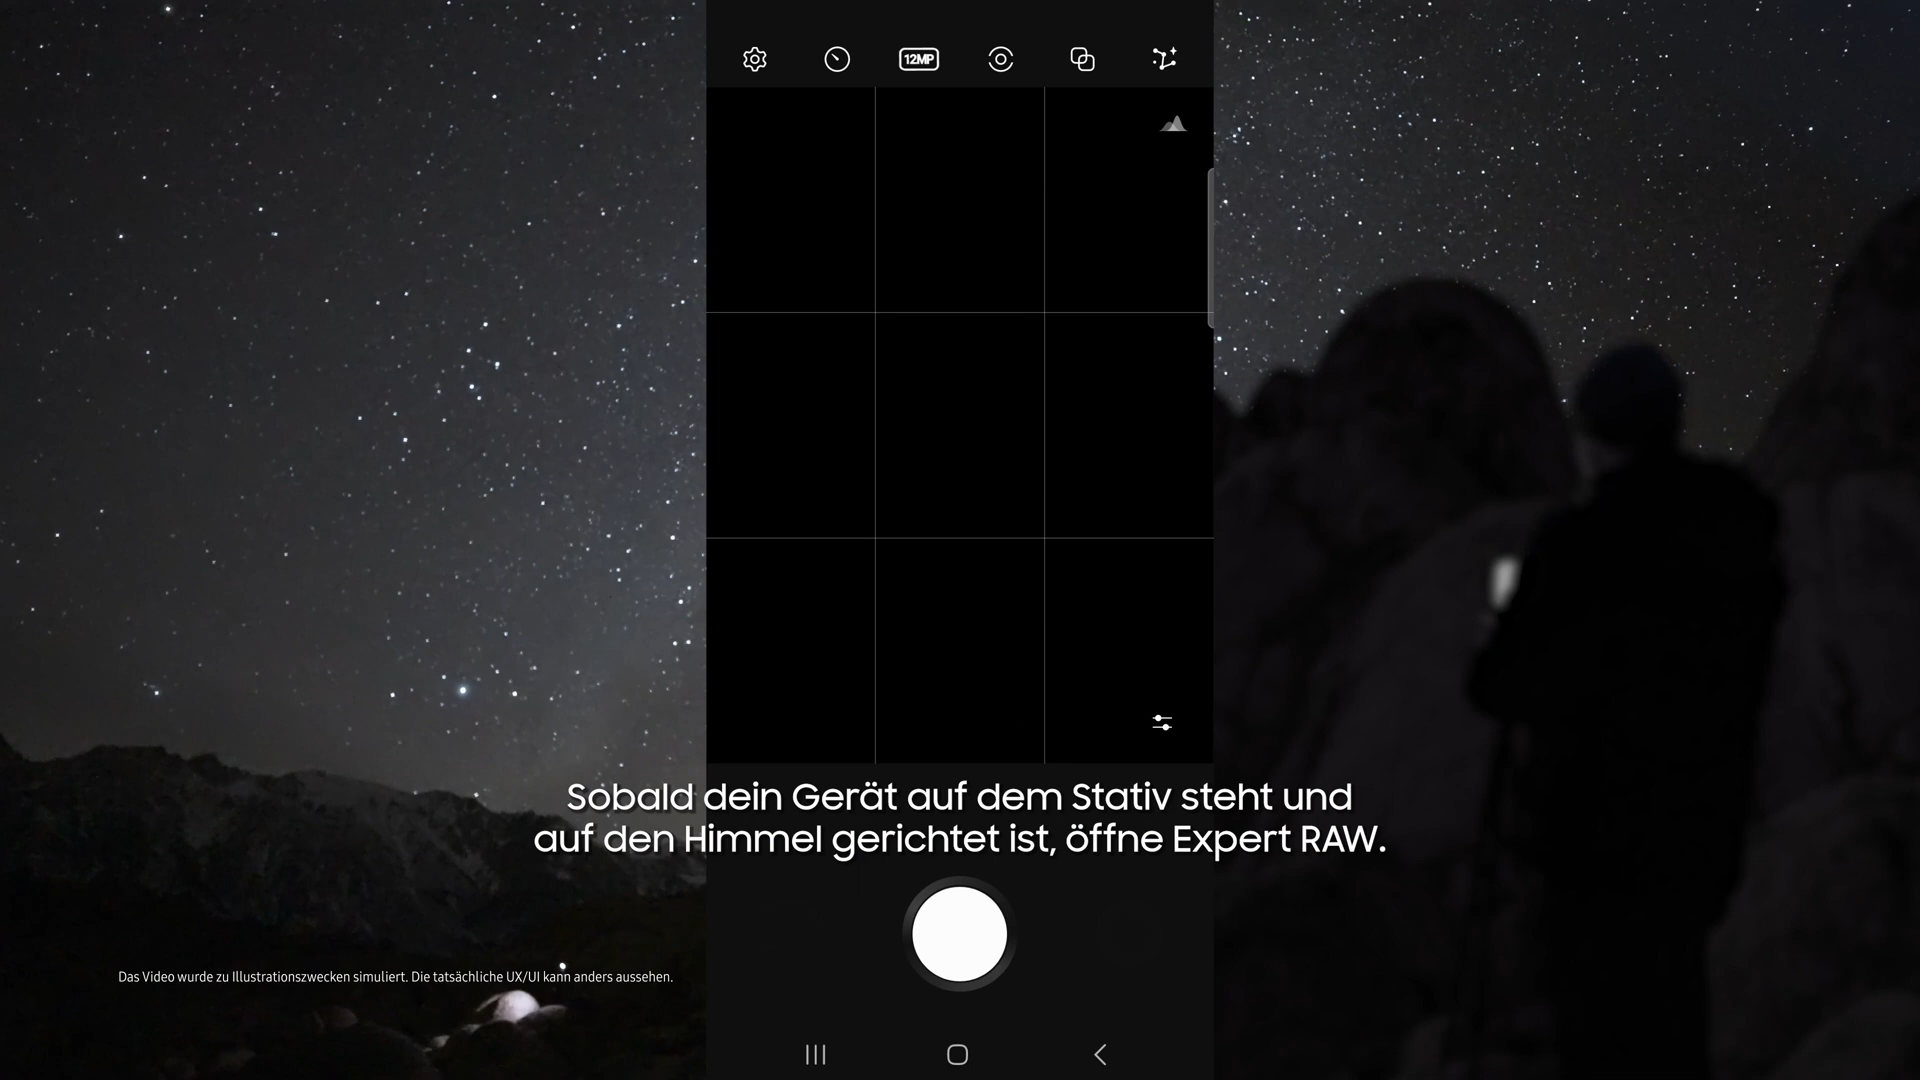 12MP
Sobald dein Gerät auf dem Stativ steht und
auf den Himmel gerichtet ist, öffne Expert RAW.
Das Video wurde zu Illustrationszwecken simuliert. Die tatsächliche UX/UI kann anders aussehen.